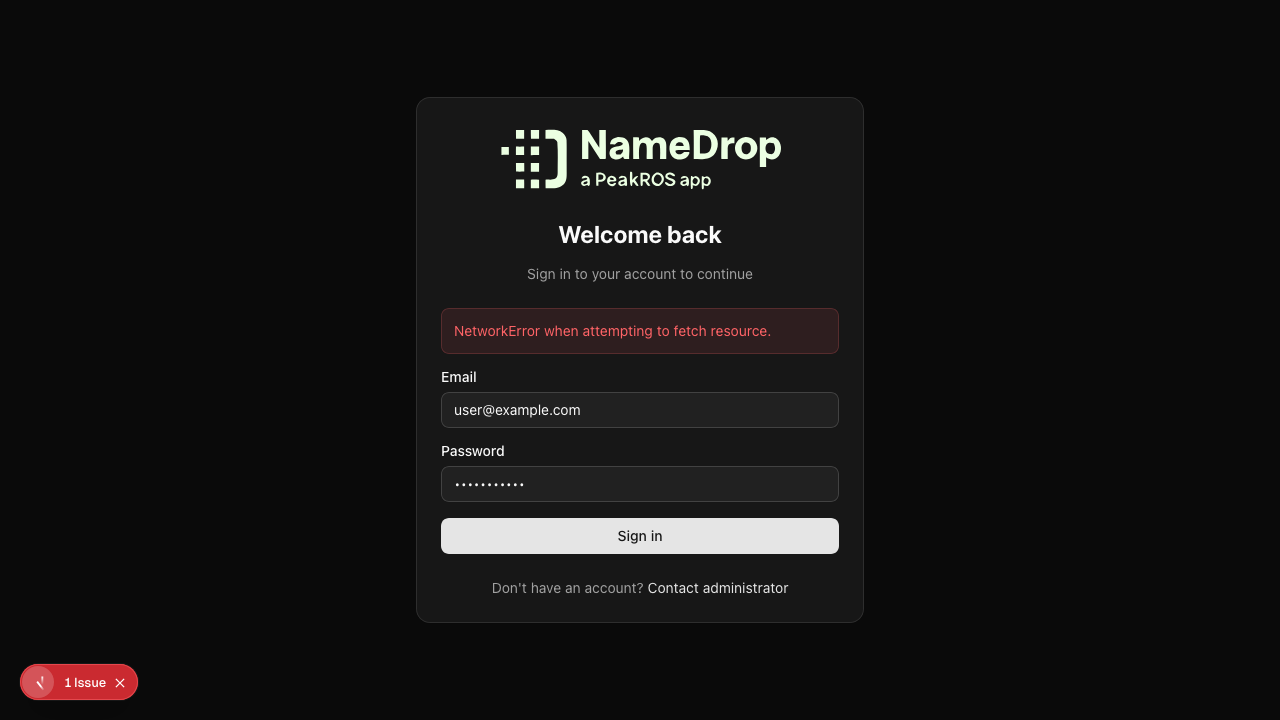 NameDrop
a PeakROS app
Welcome back
Sign in to your account to continue
NetworkError when attempting to fetch resource.
Email
user@example.com
Password
•••••••••••
Sign in
Don't have an account? Contact administrator
1 Issue